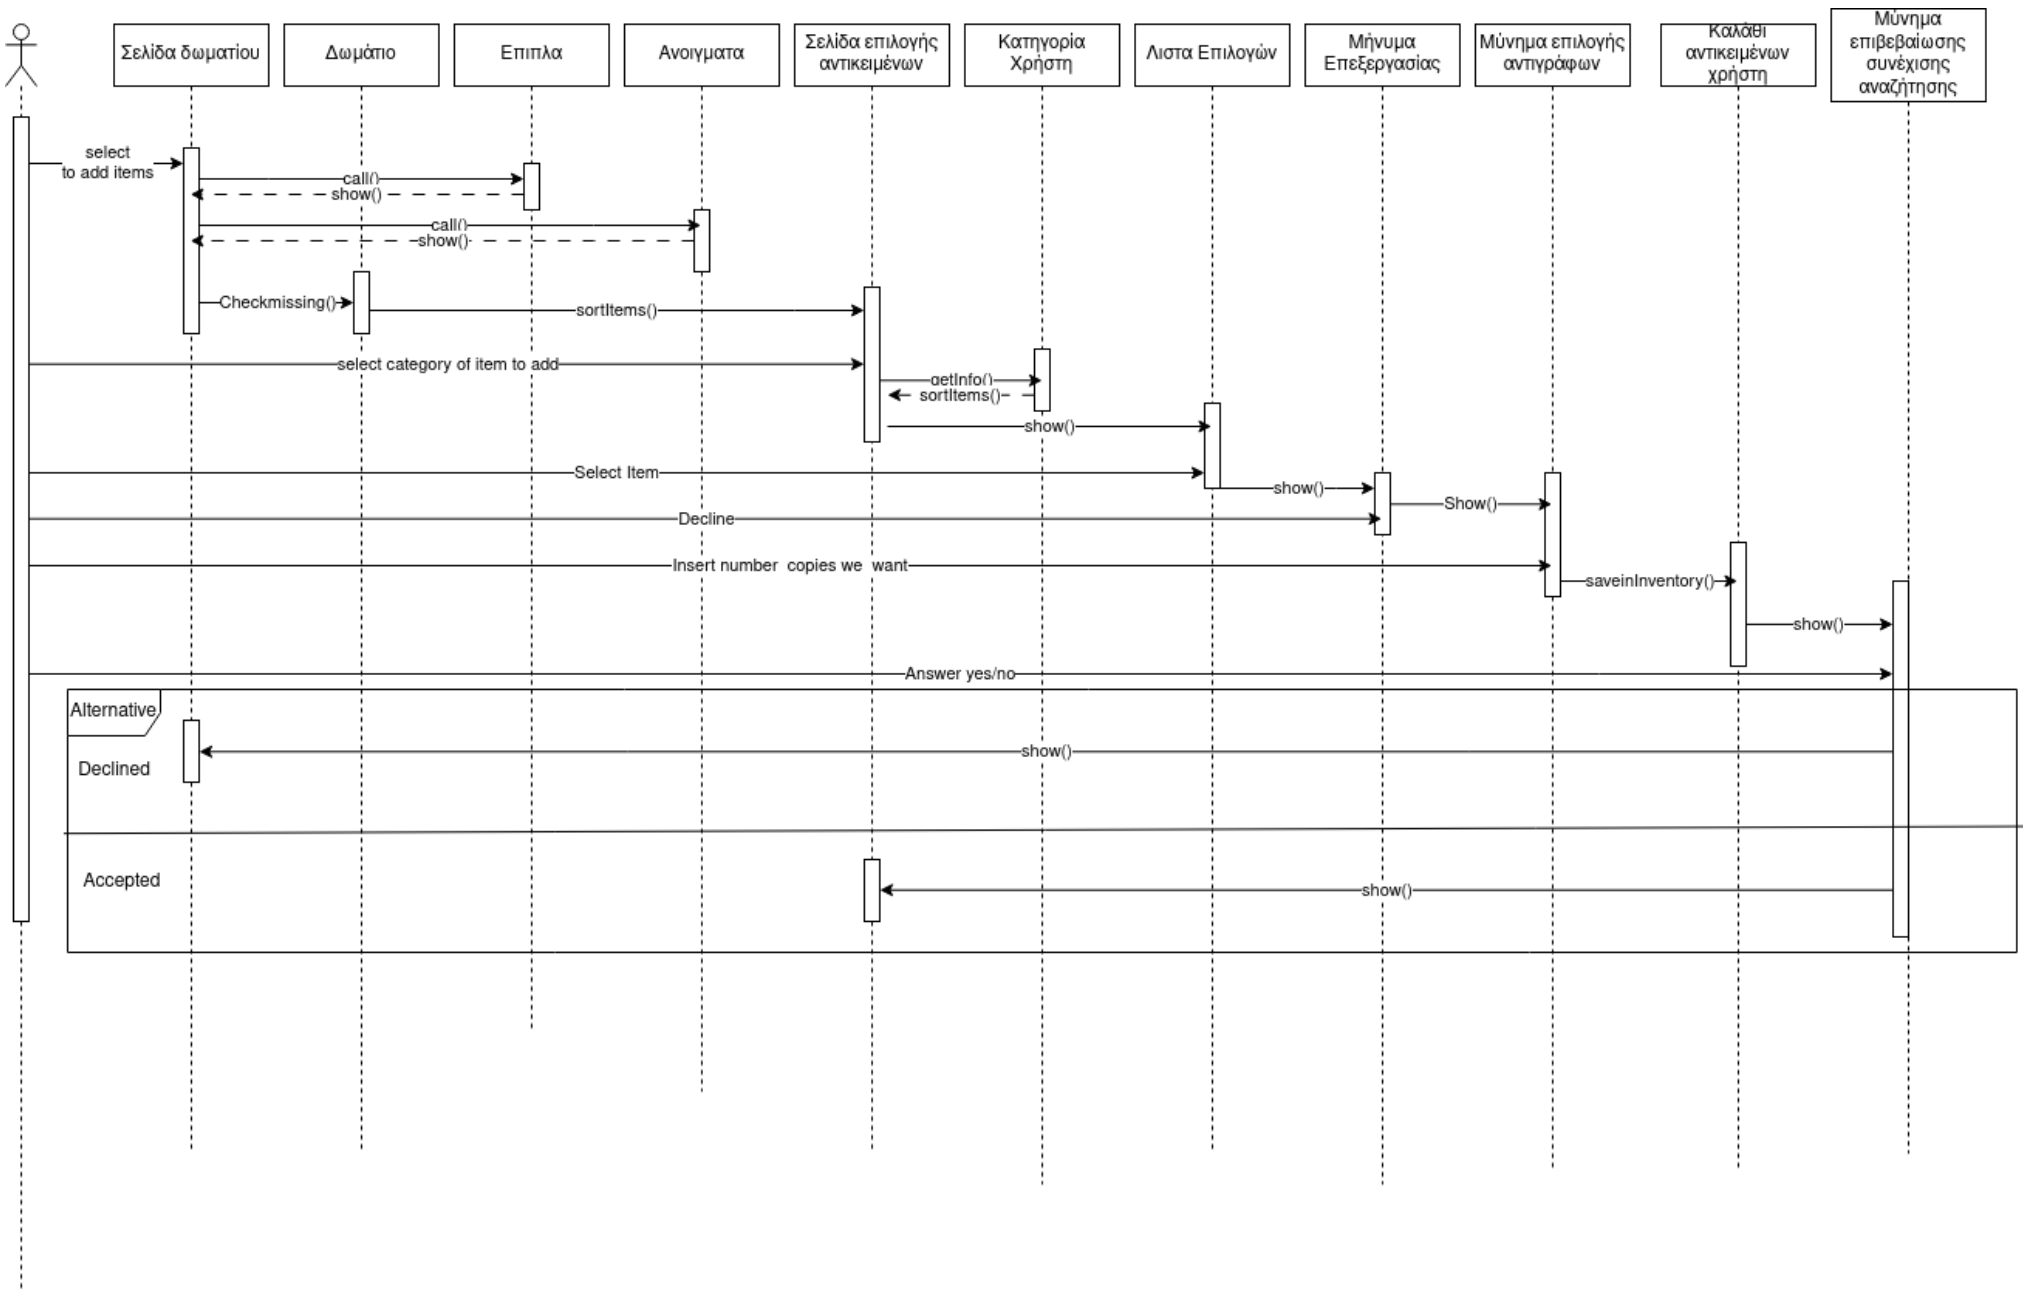 Σελίδα δωματίου
Δωμάτιο
Επιπλα
Ανοιγματα
Σελίδα επιλογής
αντικειμένων
Κατηγορία
Χρήστη
Λιστα Επιλογών
Μήνυμα
Επεξεργασίας
Μύνημα επιλογής
αντιγράφων
Καλάθι
αντικειμένων
χρήστη
Μύνημα
επιβεβαίωσης
συνέχισης
αναζήτησης
select
to add items
call()
show()
call()
show()
Checkmissing()
sortItems()
select category of item to add
getInfo()
sortItems()
show()
Select Item
show()
Show()
Decline
Insert number copies we want
saveinInventory()
show()
Answer yes/no
Alternative
show()
Declined
Accepted
show()